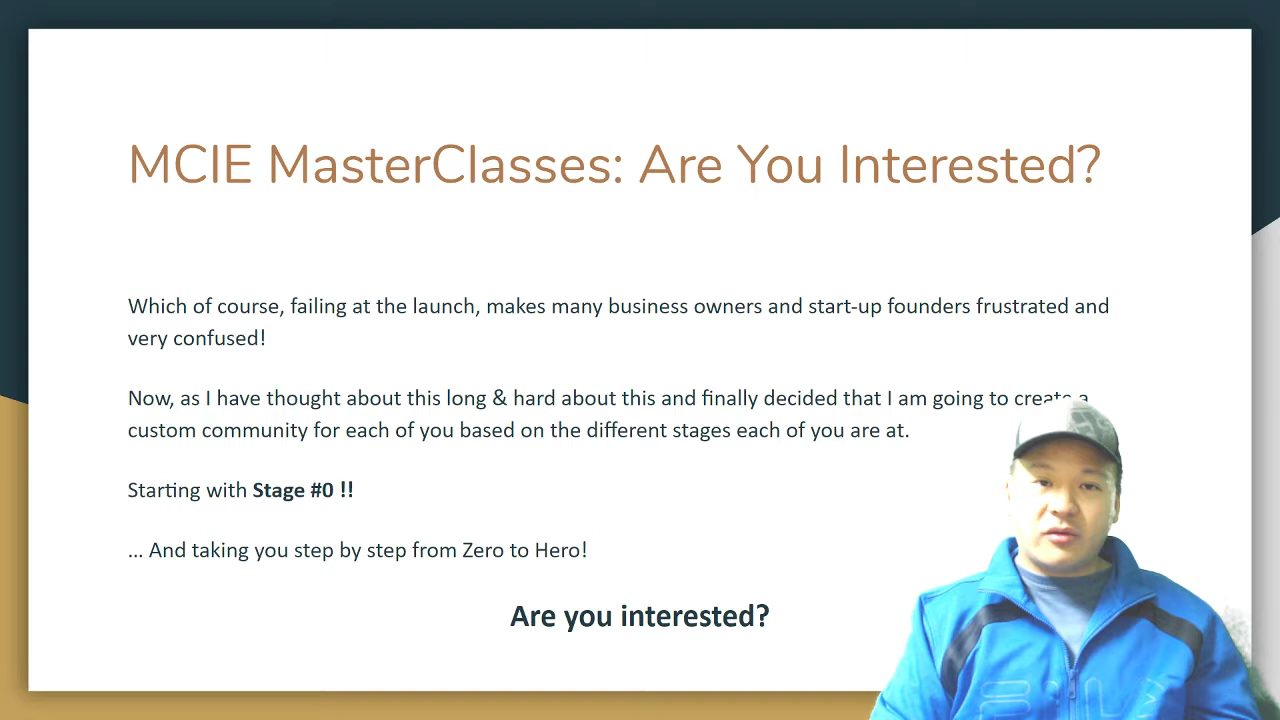 MCIE MasterClasses: Are You Interested?
Which of course, failing at the launch, makes many business owners and start-up founders frustrated and
very confused!
Now, as I have thought about this long & hard about this and finally decided that I am going to create a
custom community for each of you based on the different stages each of you are at.
Starting with Stage #0 !!
... And taking you step by step from Zero to Hero!
Are you interested?